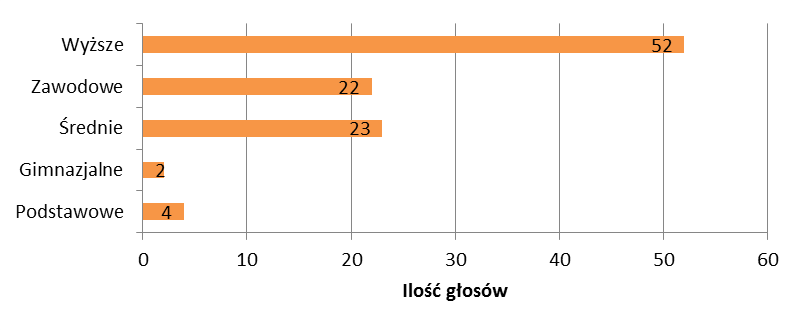 Wyższe 52
Zawodowe 22
Średnie 23
Gimnazjalne 2
Podstawowe 4
0 10 20 30 40 50 60
Ilość głosów